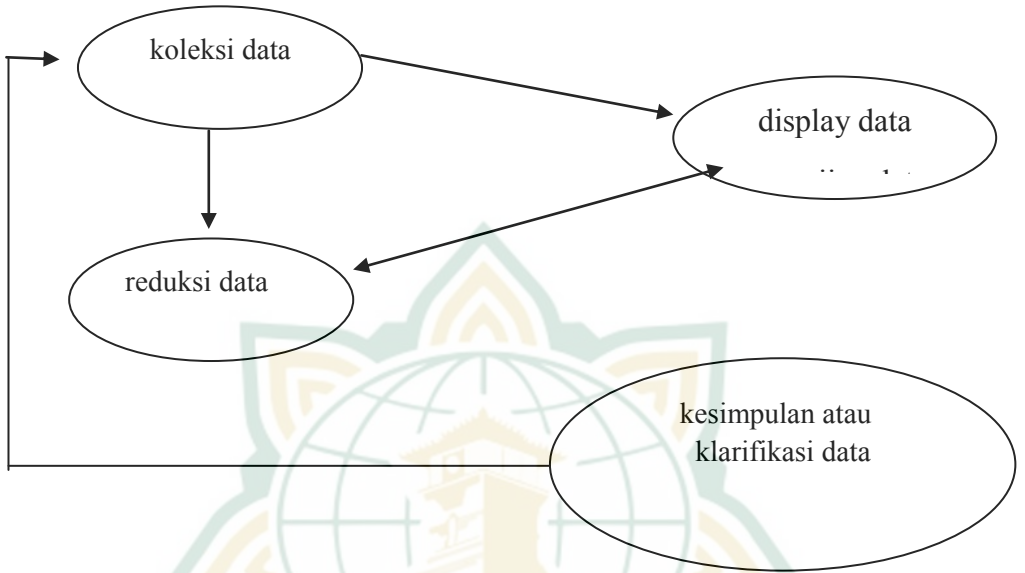 koleksi data
display data
reduksi data
kesimpulan atau
klarifikasi data